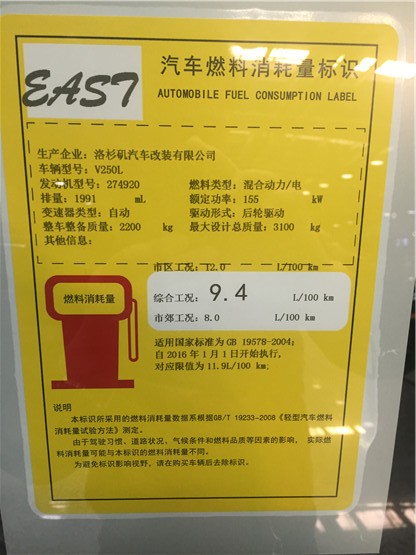 EAST
汽车燃料消耗量标识
AUTOMOBILE FUEL CONSUMPTION LABEL
生产企业：洛杉矶汽车改装有限公司
车辆型号：V250L
发动机型号：274920 燃料类型：混合动力/电
排量：1991 mL 额定功率：155 kW
变速器类型：自动 驱动形式：后轮驱动
整车整备质量：2200 kg 最大设计总质量：3100 kg
其他信息：
市区工况：12.0 L/100 km
燃料消耗量
综合工况：9.4 L/100 km
市郊工况：8.0 L/100 km
适用国家标准为 GB 19578-2004；
自 2016 年 1 月 1 日开始执行，
对应限值为 11.9L/100 km；
说明
本标识所采用的燃料消耗量数据系根据GB/T 19233-2008《轻型汽车燃料
消耗量试验方法》测定。
由于驾驶习惯、道路状况、气候条件和燃料品质等因素的影响，实际燃
料消耗量可能与本标识的燃料消耗量不同。
为避免标识影响视野，请在购买车辆后去除标识。